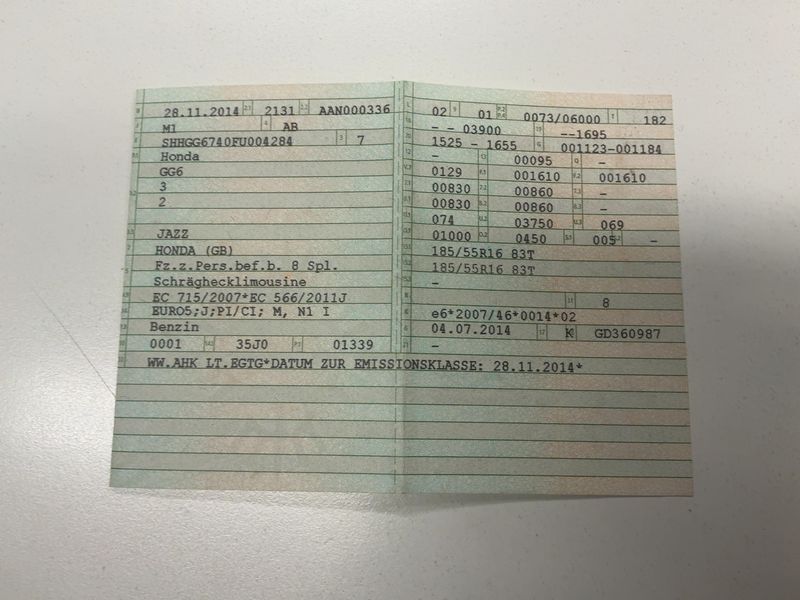 28.11.2014 2131 AAN000336
M1 AB
SHHGG6740FU004284 7
Honda
GG6
3
2
JAZZ
HONDA (GB)
Fz.z.Pers.bef.b. 8 Spl.
Schräghecklimousine
EC 715/2007*EC 566/2011J
EURO5;J;PI/CI; M, N1 I
Benzin
0001 35J0 01339
WW.AHK LT.EGTG*DATUM ZUR EMISSIONSKLASSE: 28.11.2014*
02 01 0073/06000 182
- - 03900 --1695
1525 - 1655 001123-001184
- 00095 -
0129 001610 001610
00830 00860 -
00830 00860 -
074 03750 069
01000 0450 005 -
185/55R16 83T
185/55R16 83T
-
8
e6*2007/46*0014*02
04.07.2014 K GD360987
-